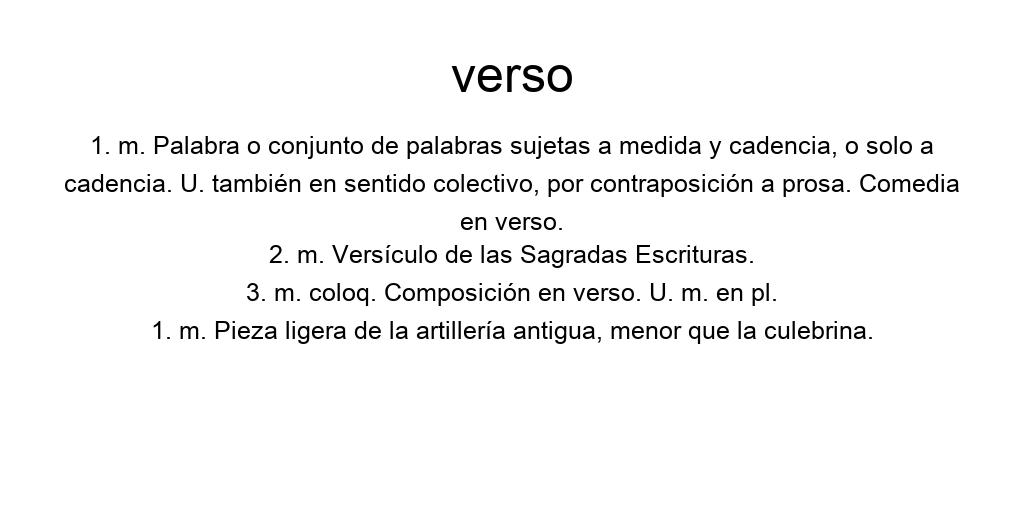 verso
1. m. Palabra o conjunto de palabras sujetas a medida y cadencia, o solo a
cadencia. U. también en sentido colectivo, por contraposición a prosa. Comedia
en verso.
2. m. Versículo de las Sagradas Escrituras.
3. m. coloq. Composición en verso. U. m. en pl.
1. m. Pieza ligera de la artillería antigua, menor que la culebrina.